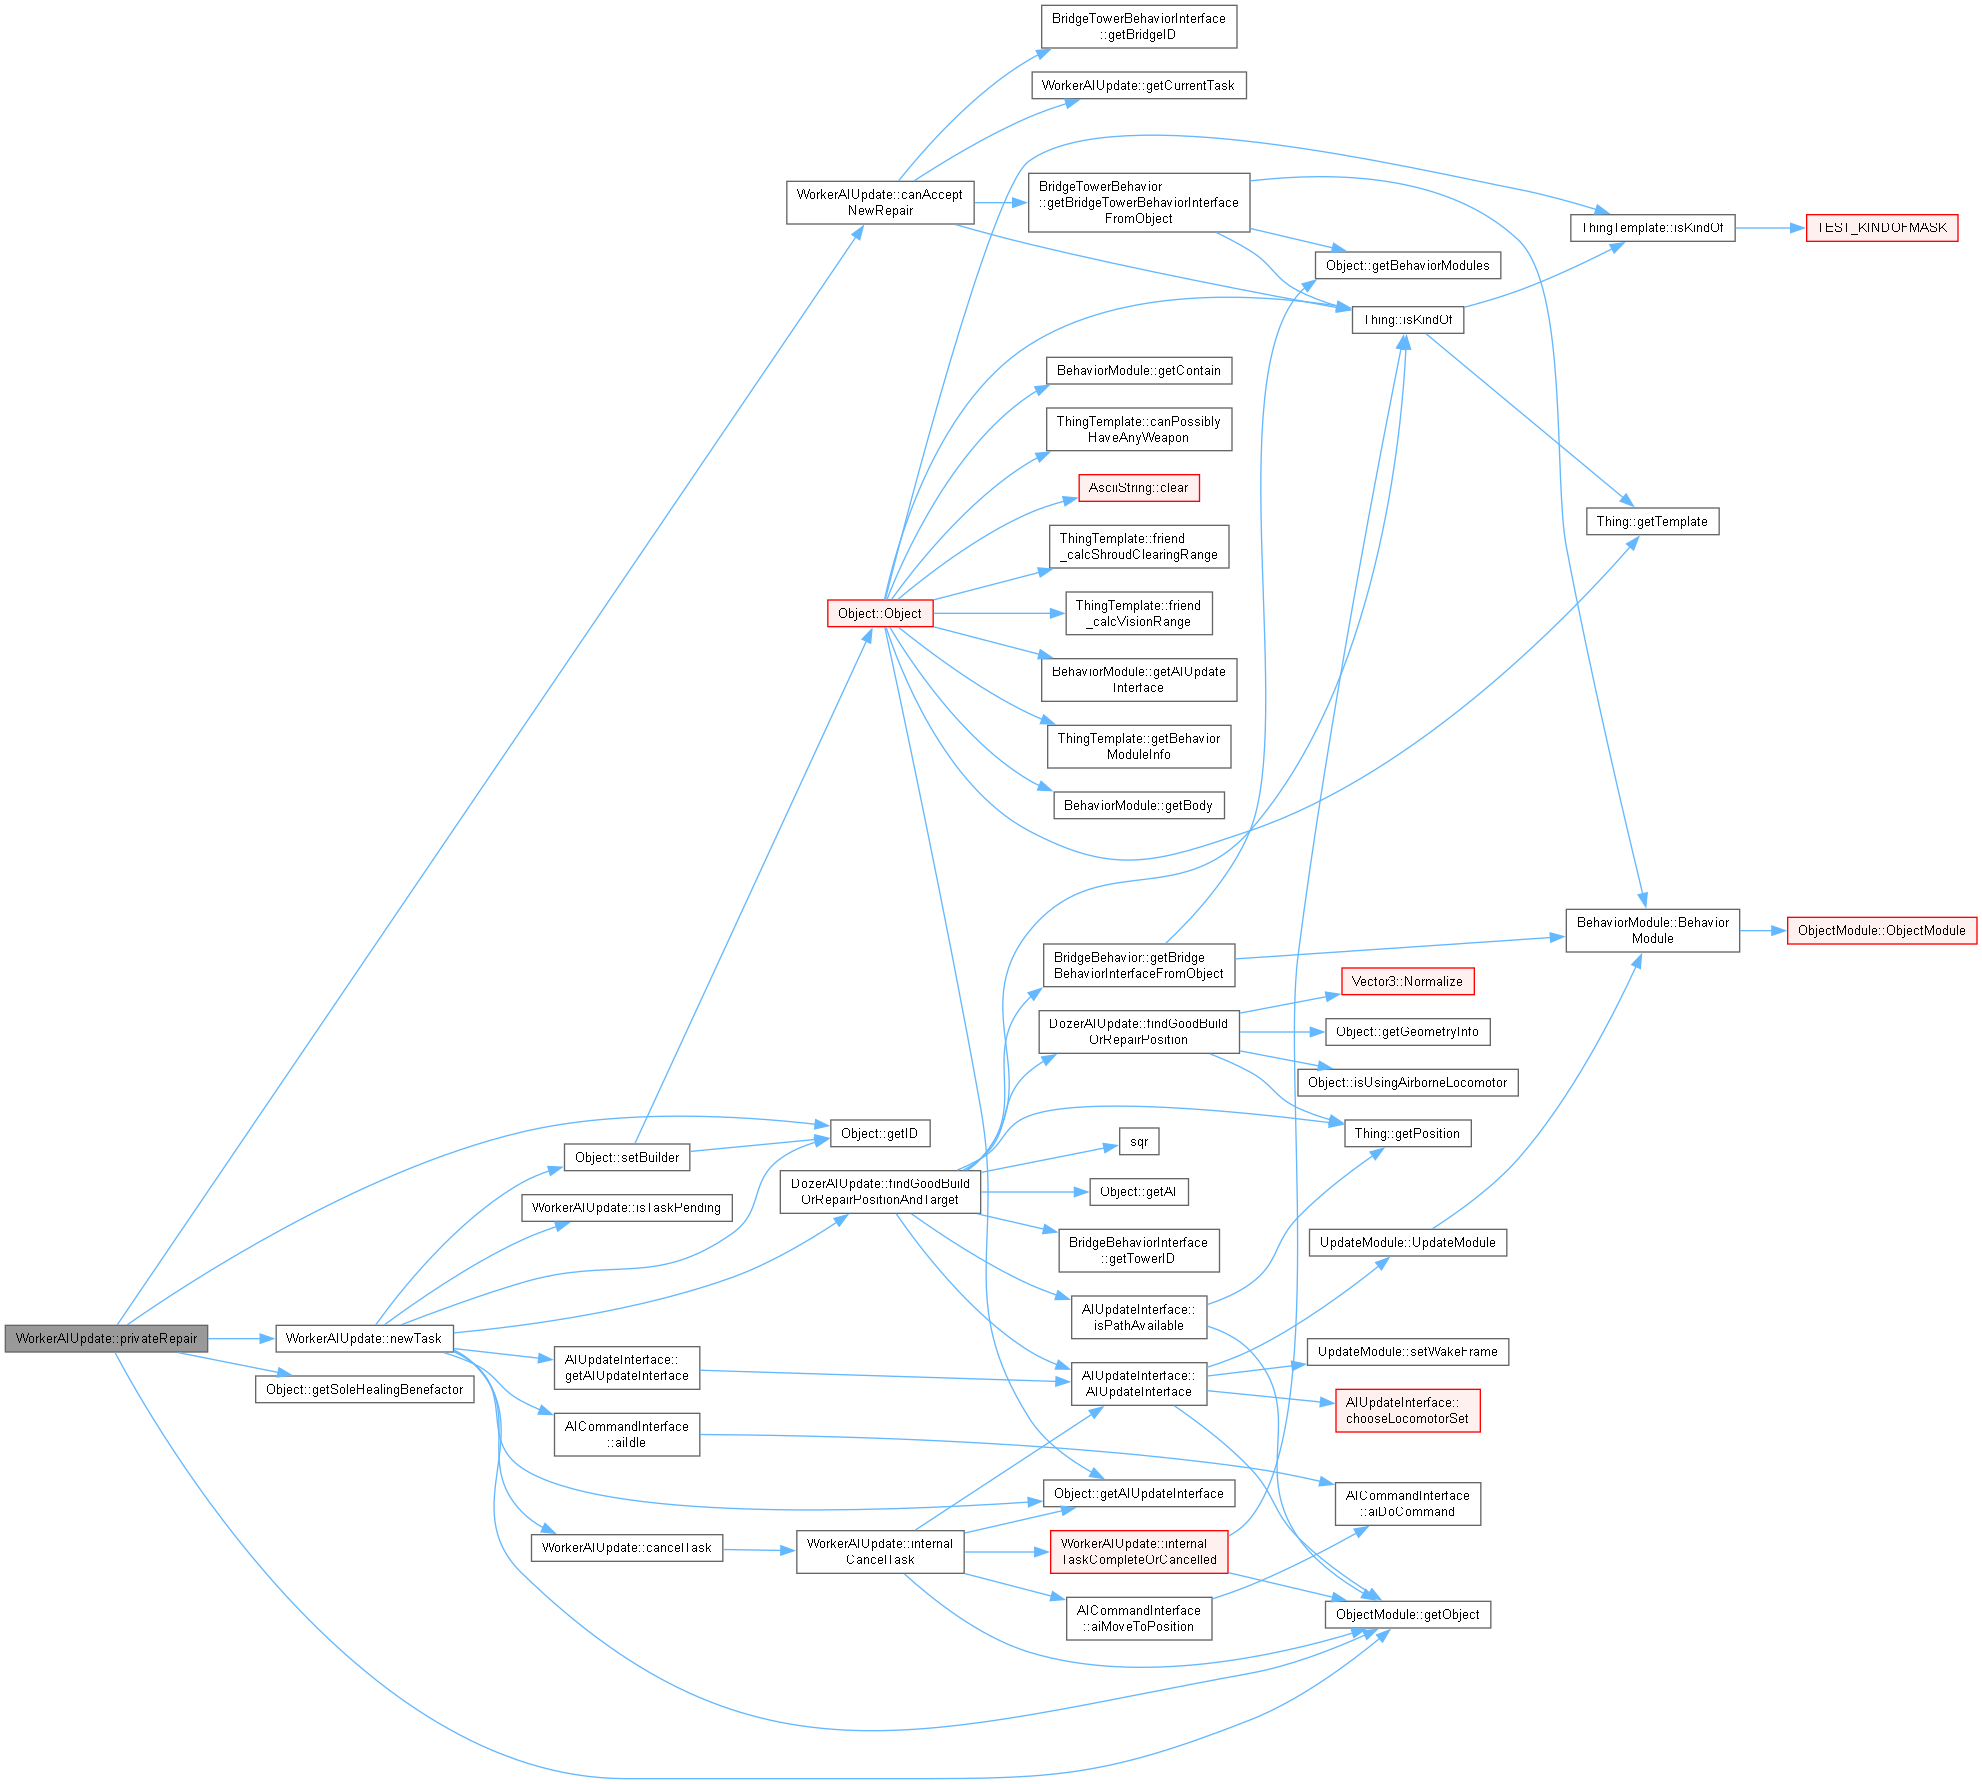 BridgeTowerBehaviorInterface
::getBridgeID
WorkerAIUpdate::getCurrentTask
WorkerAIUpdate::canAccept
NewRepair
BridgeTowerBehavior
::getBridgeTowerBehaviorInterface
FromObject
ThingTemplate::isKindOf
TEST_KINDOFMASK
Object::getBehaviorModules
Thing::isKindOf
BehaviorModule::getContain
ThingTemplate::canPossibly
HaveAnyWeapon
AsciiString::clear
Thing::getTemplate
ThingTemplate::friend
_calcShroudClearingRange
Object::Object
ThingTemplate::friend
_calcVisionRange
BehaviorModule::getAIUpdate
Interface
ThingTemplate::getBehavior
ModuleInfo
BehaviorModule::getBody
BehaviorModule::Behavior
Module
ObjectModule::ObjectModule
BridgeBehavior::getBridge
BehaviorInterfaceFromObject
Vector3::Normalize
DozerAIUpdate::findGoodBuild
OrRepairPosition
Object::getGeometryInfo
Object::isUsingAirborneLocomotor
Object::getID
Thing::getPosition
sqr
Object::setBuilder
DozerAIUpdate::findGoodBuild
OrRepairPositionAndTarget
Object::getAI
WorkerAIUpdate::isTaskPending
BridgeBehaviorInterface
::getTowerID
UpdateModule::UpdateModule
AIUpdateInterface::
isPathAvailable
WorkerAIUpdate::privateRepair
WorkerAIUpdate::newTask
UpdateModule::setWakeFrame
AIUpdateInterface::
getAIUpdateInterface
AIUpdateInterface::
AIUpdateInterface
Object::getSoleHealingBenefactor
AIUpdateInterface::
chooseLocomotorSet
AICommandInterface
::aiIdle
Object::getAIUpdateInterface
AICommandInterface
::aiDoCommand
WorkerAIUpdate::cancelTask
WorkerAIUpdate::internal
CancelTask
WorkerAIUpdate::internal
TaskCompleteOrCancelled
AICommandInterface
::aiMoveToPosition
ObjectModule::getObject